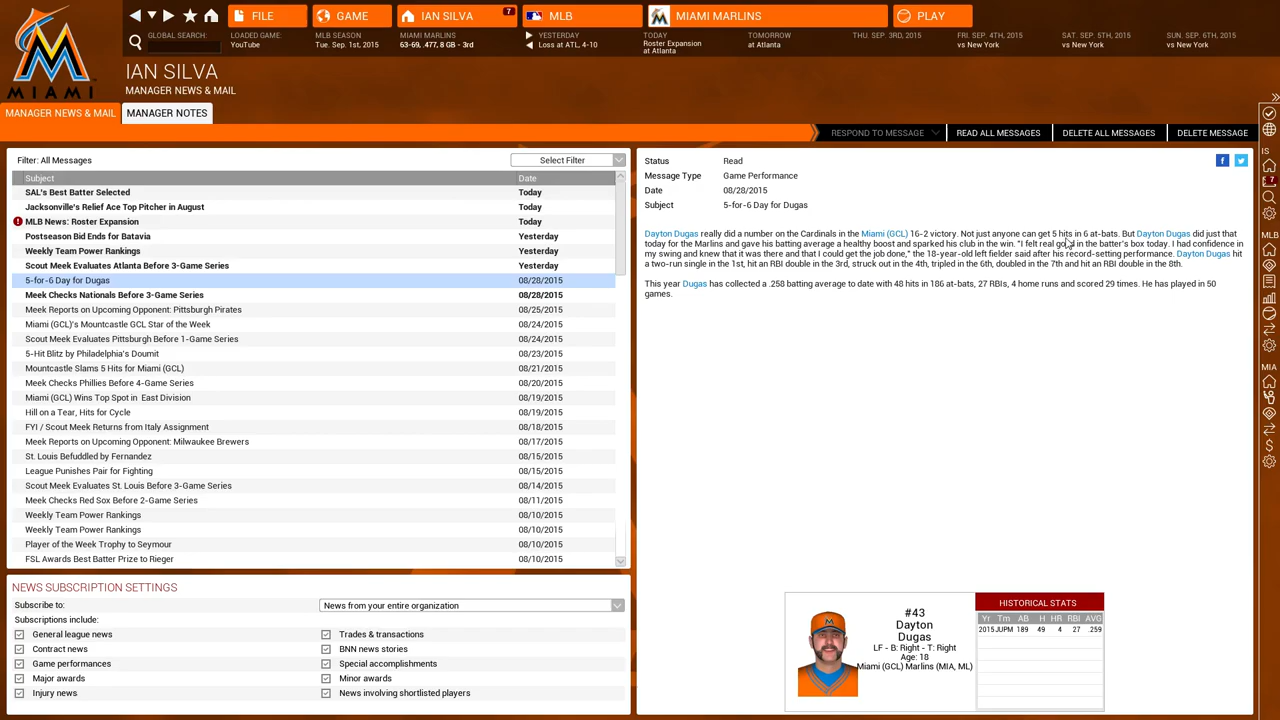 MIAMI
FILE
GAME
IAN SILVA
7
MLB
MIAMI MARLINS
PLAY
GLOBAL SEARCH:
LOADED GAME:
YouTube
MLB SEASON
Tue. Sep. 1st, 2015
MIAMI MARLINS
63-69, .477, 8 GB - 3rd
YESTERDAY
Loss at ATL, 4-10
TODAY
Roster Expansion
at Atlanta
TOMORROW
at Atlanta
THU. SEP. 3RD, 2015
FRI. SEP. 4TH, 2015
vs New York
SAT. SEP. 5TH, 2015
vs New York
SUN. SEP. 6TH, 2015
vs New York
IAN SILVA
MANAGER NEWS & MAIL
MANAGER NEWS & MAIL
MANAGER NOTES
RESPOND TO MESSAGE
READ ALL MESSAGES
DELETE ALL MESSAGES
DELETE MESSAGE
Filter: All Messages
Select Filter
Subject Date
SAL's Best Batter Selected Today
Jacksonville's Relief Ace Top Pitcher in August Today
MLB News: Roster Expansion Today
Postseason Bid Ends for Batavia Yesterday
Weekly Team Power Rankings Yesterday
Scout Meek Evaluates Atlanta Before 3-Game Series Yesterday
5-for-6 Day for Dugas 08/28/2015
Meek Checks Nationals Before 3-Game Series 08/28/2015
Meek Reports on Upcoming Opponent: Pittsburgh Pirates 08/25/2015
Miami (GCL)'s Mountcastle GCL Star of the Week 08/24/2015
Scout Meek Evaluates Pittsburgh Before 1-Game Series 08/24/2015
5-Hit Blitz by Philadelphia's Doumit 08/23/2015
Mountcastle Slams 5 Hits for Miami (GCL) 08/21/2015
Meek Checks Phillies Before 4-Game Series 08/20/2015
Miami (GCL) Wins Top Spot in East Division 08/19/2015
Hill on a Tear, Hits for Cycle 08/19/2015
FYI / Scout Meek Returns from Italy Assignment 08/18/2015
Meek Reports on Upcoming Opponent: Milwaukee Brewers 08/17/2015
St. Louis Befuddled by Fernandez 08/15/2015
League Punishes Pair for Fighting 08/15/2015
Scout Meek Evaluates St. Louis Before 3-Game Series 08/14/2015
Meek Checks Red Sox Before 2-Game Series 08/11/2015
Weekly Team Power Rankings 08/10/2015
Weekly Team Power Rankings 08/10/2015
Player of the Week Trophy to Seymour 08/10/2015
FSL Awards Best Batter Prize to Rieger 08/10/2015
NEWS SUBSCRIPTION SETTINGS
Subscribe to: News from your entire organization
Subscriptions include:
General league news Trades & transactions
Contract news BNN news stories
Game performances Special accomplishments
Major awards Minor awards
Injury news News involving shortlisted players
Status Read
Message Type Game Performance
Date 08/28/2015
Subject 5-for-6 Day for Dugas
Dayton Dugas really did a number on the Cardinals in the Miami (GCL) 16-2 victory. Not just anyone can get 5 hits in 6 at-bats. But Dayton Dugas did just that
today for the Marlins and gave his batting average a healthy boost and sparked his club in the win. "I felt real good in the batter's box today. I had confidence in
my swing and knew that it was there and that I could get the job done," the 18-year-old left fielder said after his record-setting performance. Dayton Dugas hit
a two-run single in the 1st, hit an RBI double in the 3rd, struck out in the 4th, tripled in the 6th, doubled in the 7th and hit an RBI double in the 8th.
This year Dugas has collected a .258 batting average to date with 48 hits in 186 at-bats, 27 RBIs, 4 home runs and scored 29 times. He has played in 50
games.
#43
Dayton
Dugas
LF - B: Right - T: Right
Age: 18
Miami (GCL) Marlins (MIA, ML)
HISTORICAL STATS
Yr Tm AB H HR RBI AVG
2015 JUPM 189 49 4 27 .259
IS
7
MLB
MIA